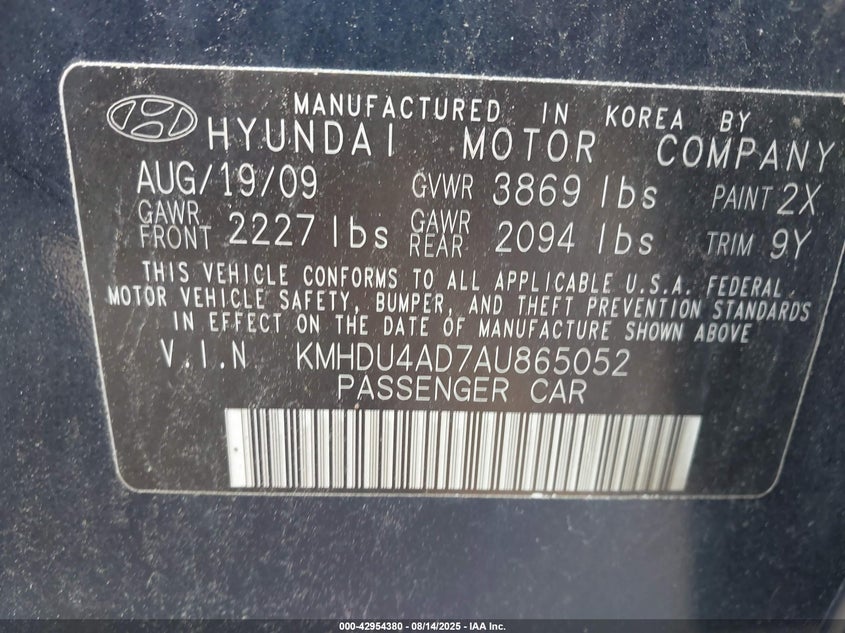 MANUFACTURED IN KOREA BY
HYUNDAI MOTOR COMPANY
AUG/19/09 GVWR 3869 lbs PAINT 2X
GAWR FRONT 2227 lbs GAWR REAR 2094 lbs TRIM 9Y
THIS VEHICLE CONFORMS TO ALL APPLICABLE U.S.A. FEDERAL
MOTOR VEHICLE SAFETY, BUMPER, AND THEFT PREVENTION STANDARDS
IN EFFECT ON THE DATE OF MANUFACTURE SHOWN ABOVE
V.I.N KMHDU4AD7AU865052
PASSENGER CAR
000-42954380 - 08/14/2025 - IAA Inc.